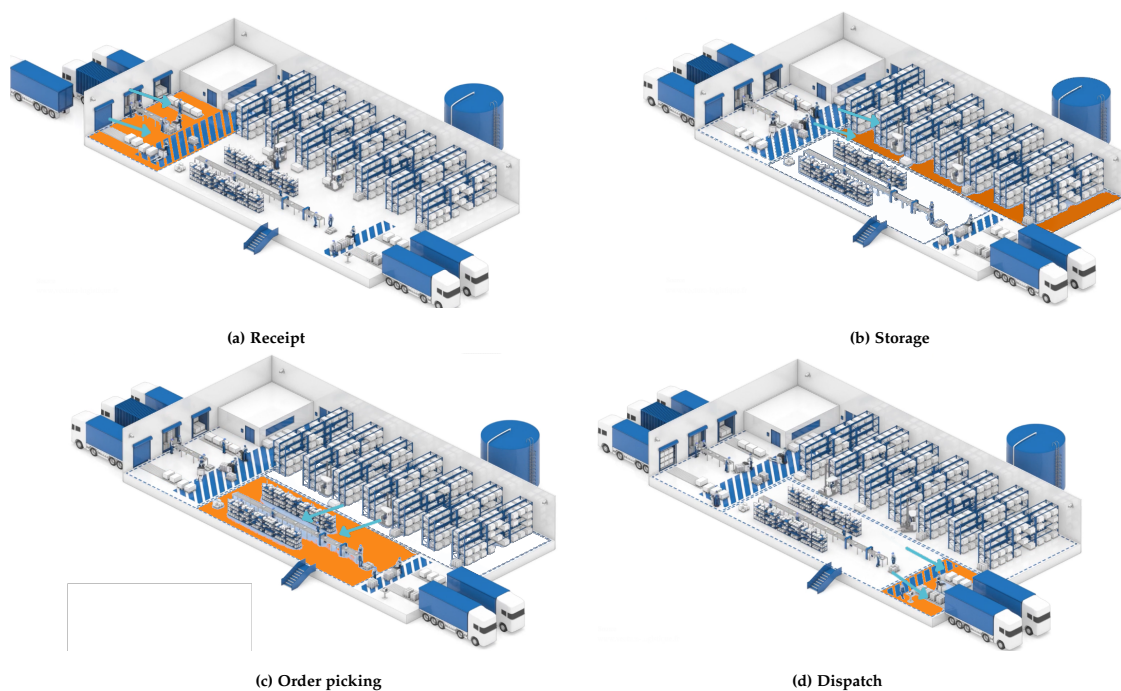 (a) Receipt
(b) Storage
(c) Order picking
(d) Dispatch